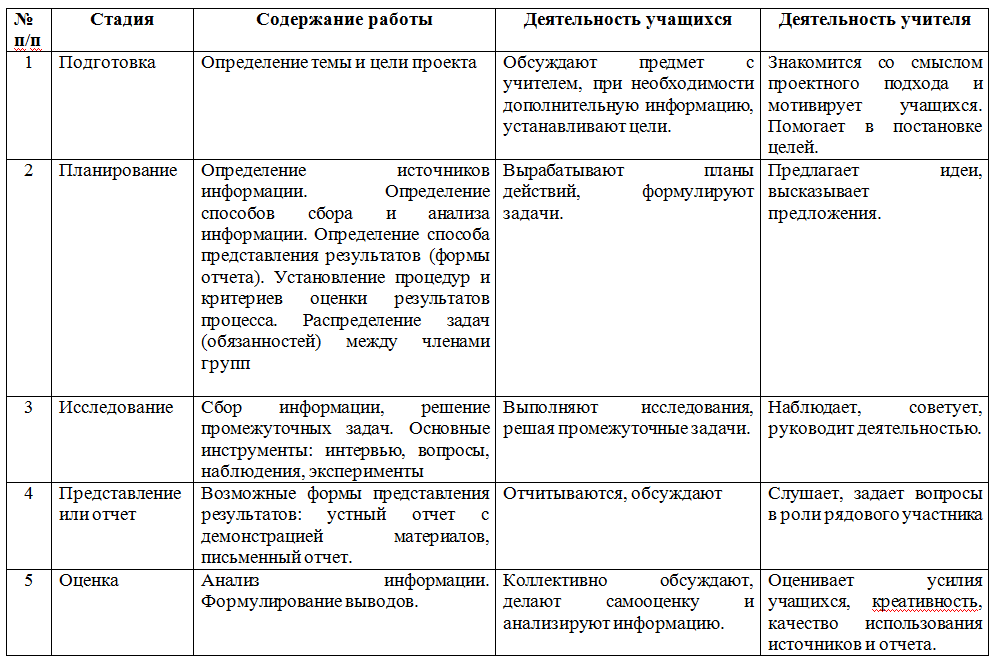 № п/п
Стадия
Содержание работы
Деятельность учащихся
Деятельность учителя
1
Подготовка
Определение темы и цели проекта
Обсуждают предмет с
учителем, при необходимости
дополнительную информацию,
устанавливают цели.
Знакомится со смыслом
проектного подхода и
мотивирует учащихся.
Помогает в постановке
целей.
2
Планирование
Определение источников
информации. Определение
способов сбора и анализа
информации. Определение способа
представления результатов (формы
отчета). Установление процедур и
критериев оценки результатов
процесса. Распределение задач
(обязанностей) между членами
групп
Вырабатывают планы
действий, формулируют
задачи.
Предлагает идеи,
высказывает
предложения.
3
Исследование
Сбор информации, решение
промежуточных задач. Основные
инструменты: интервью, вопросы,
наблюдения, эксперименты
Выполняют исследования,
решая промежуточные задачи.
Наблюдает, советует,
руководит деятельностью.
4
Представление
или отчет
Возможные формы представления
результатов: устный отчет с
демонстрацией материалов,
письменный отчет.
Отчитываются, обсуждают
Слушает, задает вопросы
в роли рядового участника
5
Оценка
Анализ информации.
Формулирование выводов.
Коллективно обсуждают,
делают самооценку и
анализируют информацию.
Оценивает усилия
учащихся, креативность,
качество использования
источников и отчета.